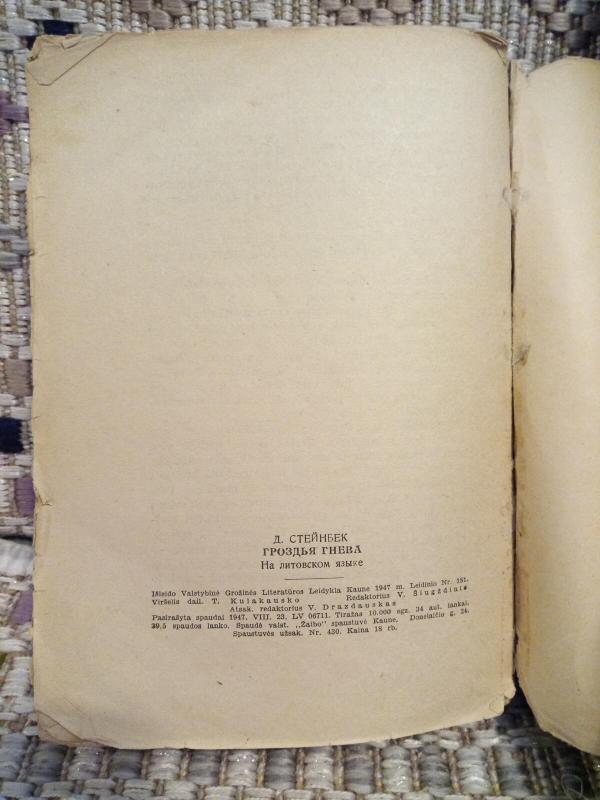 Д. СТЕЙНБЕК
ГРОЗДЬЯ ГНЕВА
На литовском языке
Išleido Valstybinė Grožinės Literatūros Leidykla Kaune 1947 m. Leidinio Nr. 151.
Viršelis dail. T. Kulakausko Redaktorius V. Šiugždinis
Atsak. redaktorius V. Drazdauskas
Pasirašyta spaudai 1947. VIII. 23. LV 06711. Tiražas 10.000 egz. 34 aut. lankai.
39,5 spaudos lanko. Spaudė valst. „Žaibo" spaustuvė Kaune, Donelaičio g. 24.
Spaustuvės užsak. Nr. 430. Kaina 18 rb.